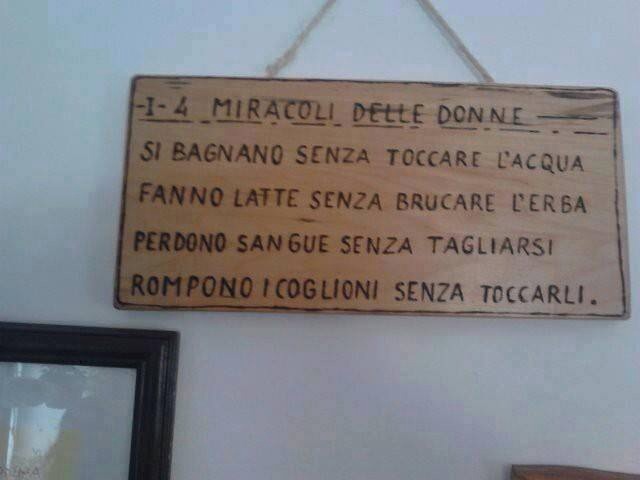 -I- 4 MIRACOLI DELLE DONNE
SI BAGNANO SENZA TOCCARE L'ACQUA
FANNO LATTE SENZA BRUCARE L'ERBA
PERDONO SANGUE SENZA TAGLIARSI
ROMPONO I COGLIONI SENZA TOCCARLI.